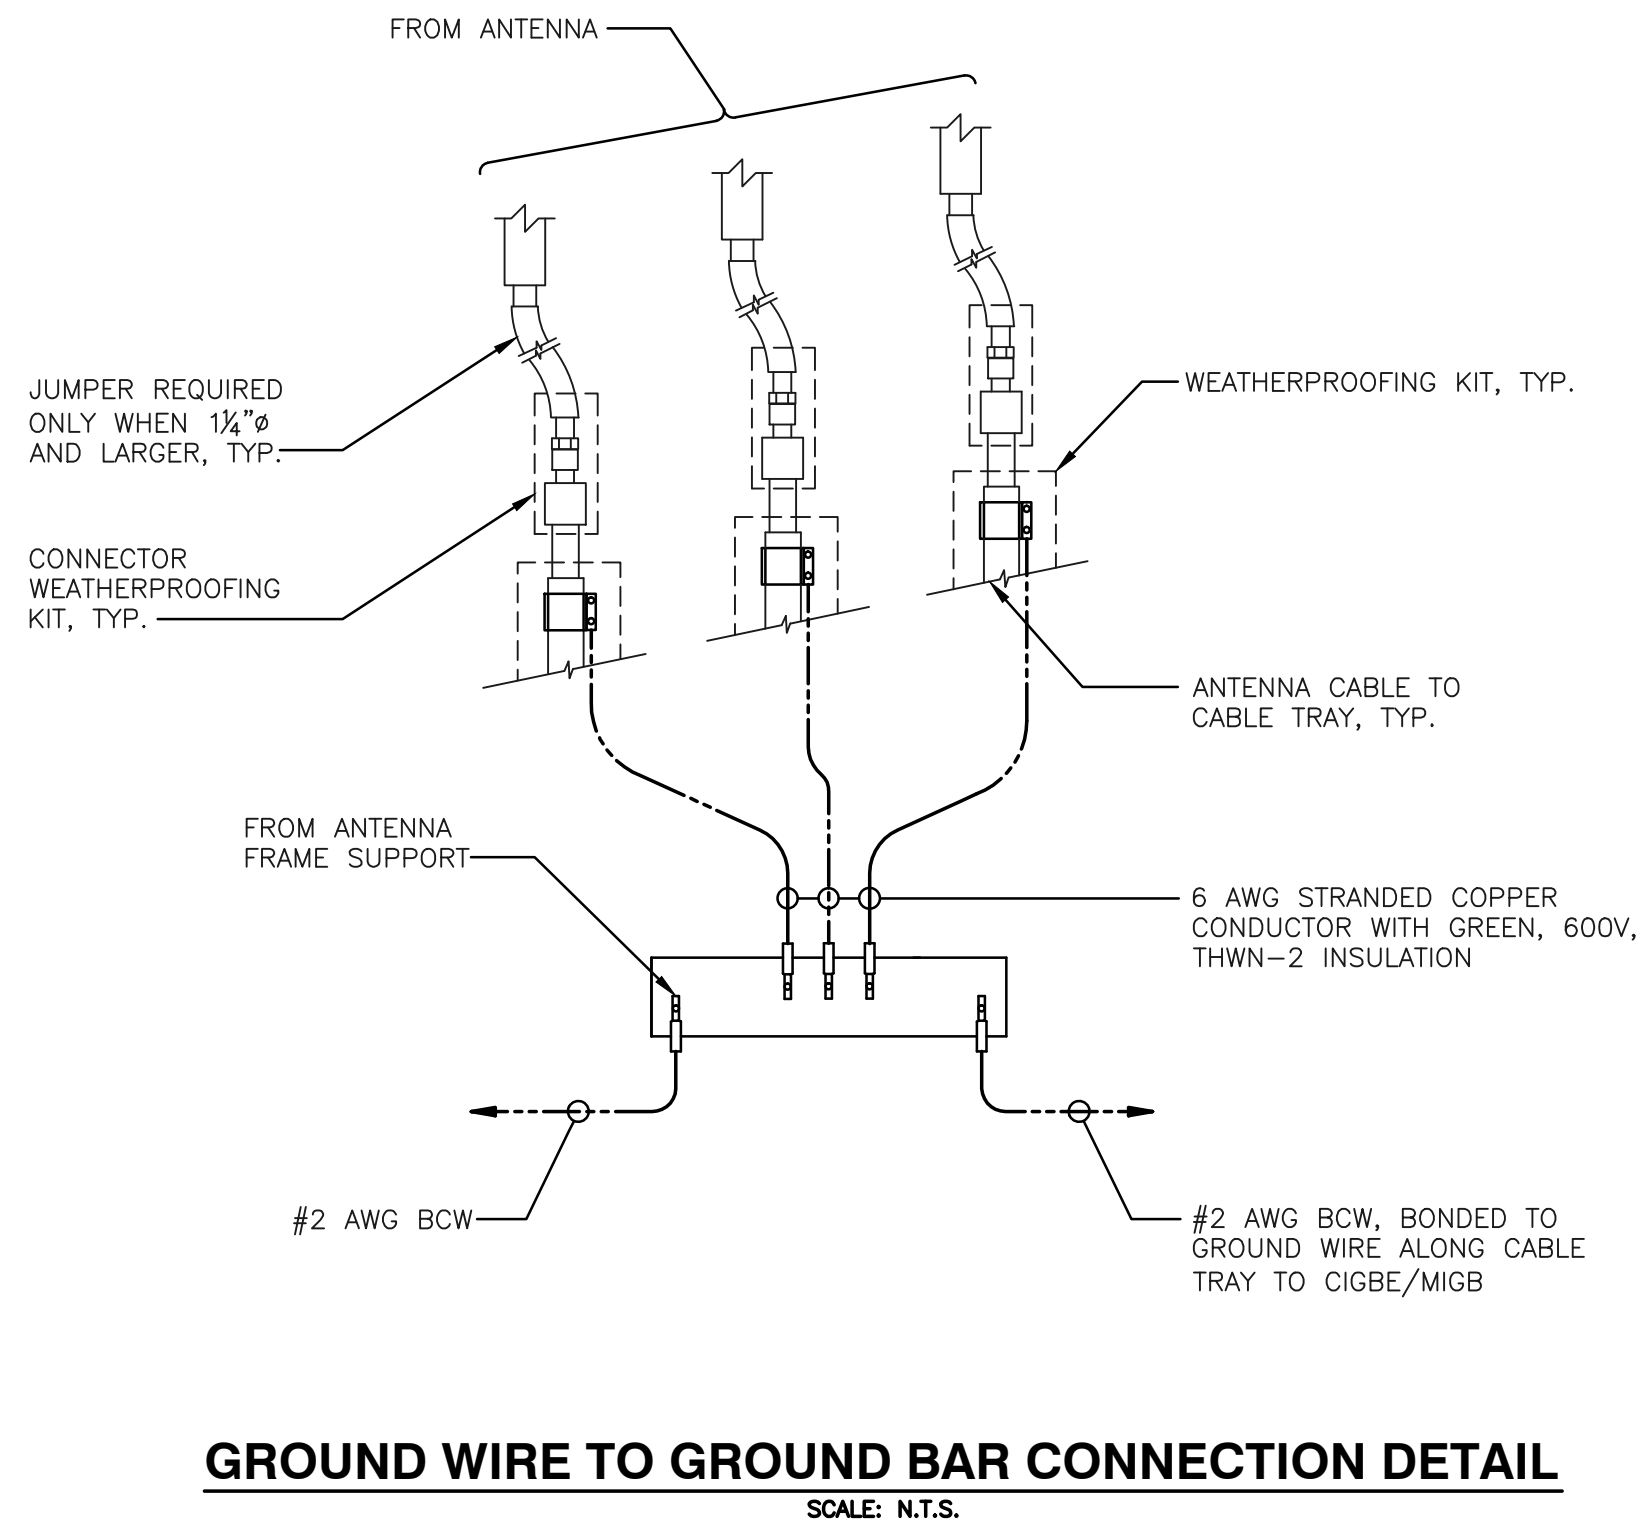 FROM ANTENNA
JUMPER REQUIRED
ONLY WHEN 1¼"ø
AND LARGER, TYP.
WEATHERPROOFING KIT, TYP.
CONNECTOR
WEATHERPROOFING
KIT, TYP.
ANTENNA CABLE TO
CABLE TRAY, TYP.
FROM ANTENNA
FRAME SUPPORT
6 AWG STRANDED COPPER
CONDUCTOR WITH GREEN, 600V,
THWN-2 INSULATION
#2 AWG BCW
#2 AWG BCW, BONDED TO
GROUND WIRE ALONG CABLE
TRAY TO CIGBE/MIGB
GROUND WIRE TO GROUND BAR CONNECTION DETAIL
SCALE: N.T.S.